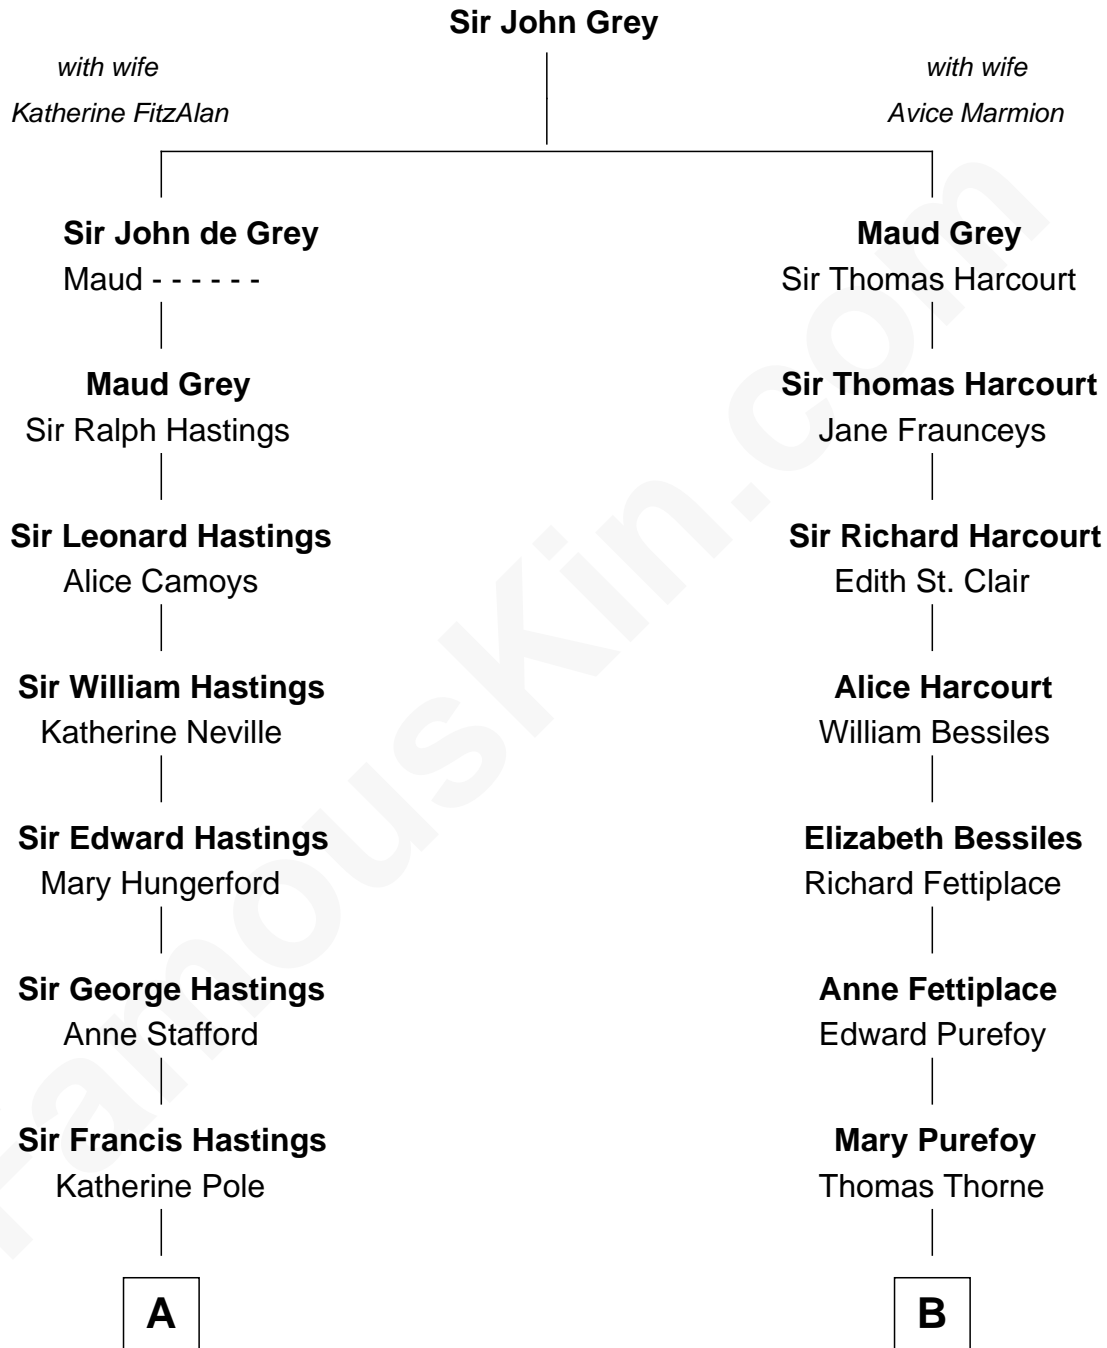 Sir John Grey
with wife
Katherine FitzAlan
with wife
Avice Marmion
Sir John de Grey
Maud - - - - - -
Maud Grey
Sir Thomas Harcourt
Maud Grey
Sir Ralph Hastings
Sir Thomas Harcourt
Jane Fraunceys
Sir Leonard Hastings
Alice Camoys
Sir Richard Harcourt
Edith St. Clair
Sir William Hastings
Katherine Neville
Alice Harcourt
William Bessiles
Sir Edward Hastings
Mary Hungerford
Elizabeth Bessiles
Richard Fettiplace
Sir George Hastings
Anne Stafford
Anne Fettiplace
Edward Purefoy
Sir Francis Hastings
Katherine Pole
Mary Purefoy
Thomas Thorne
A
B
FamousKin.com